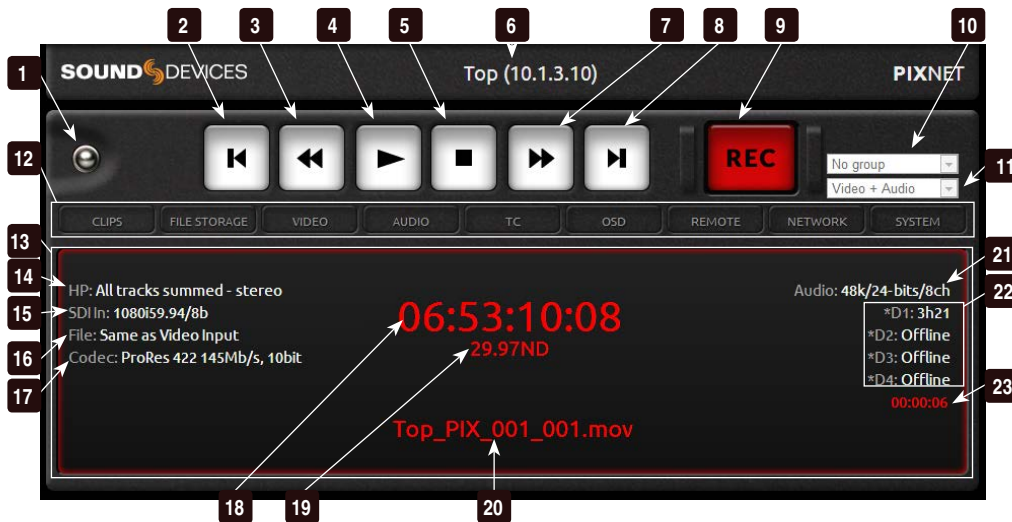 2 3 4 5 6 7 8 9 10
1 SOUND DEVICES Top (10.1.3.10) PIXNET
REC
12 No group
Video + Audio 11
CLIPS FILE STORAGE VIDEO AUDIO TC OSD REMOTE NETWORK SYSTEM
13 21
14 HP: All tracks summed - stereo 06:53:10:08 Audio: 48k/24-bits/8ch 22
15 SDI In: 1080i59.94/8b *D1: 3h21
16 File: Same as Video Input 29.97ND *D2: Offline
17 Codec: ProRes 422 145Mb/s, 10bit *D3: Offline
*D4: Offline 23
00:00:06
Top_PIX_001_001.mov
18 19 20